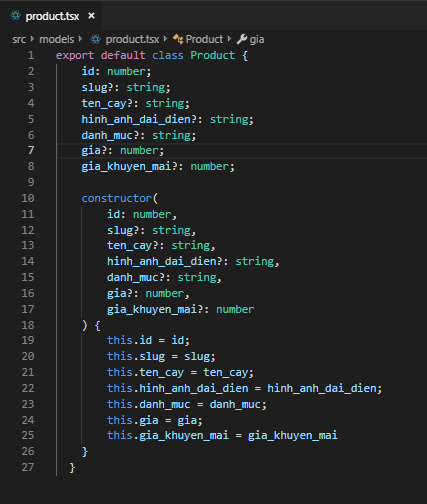 product.tsx ×
src > models > product.tsx > Product > gia
1 export default class Product {
2 id: number;
3 slug?: string;
4 ten_cay?: string;
5 hinh_anh_dai_dien?: string;
6 danh_muc?: string;
7 gia?: number;
8 gia_khuyen_mai?: number;
9
10 constructor(
11 id: number,
12 slug?: string,
13 ten_cay?: string,
14 hinh_anh_dai_dien?: string,
15 danh_muc?: string,
16 gia?: number,
17 gia_khuyen_mai?: number
18 ) {
19 this.id = id;
20 this.slug = slug;
21 this.ten_cay = ten_cay;
22 this.hinh_anh_dai_dien = hinh_anh_dai_dien;
23 this.danh_muc = danh_muc;
24 this.gia = gia;
25 this.gia_khuyen_mai = gia_khuyen_mai
26 }
27 }